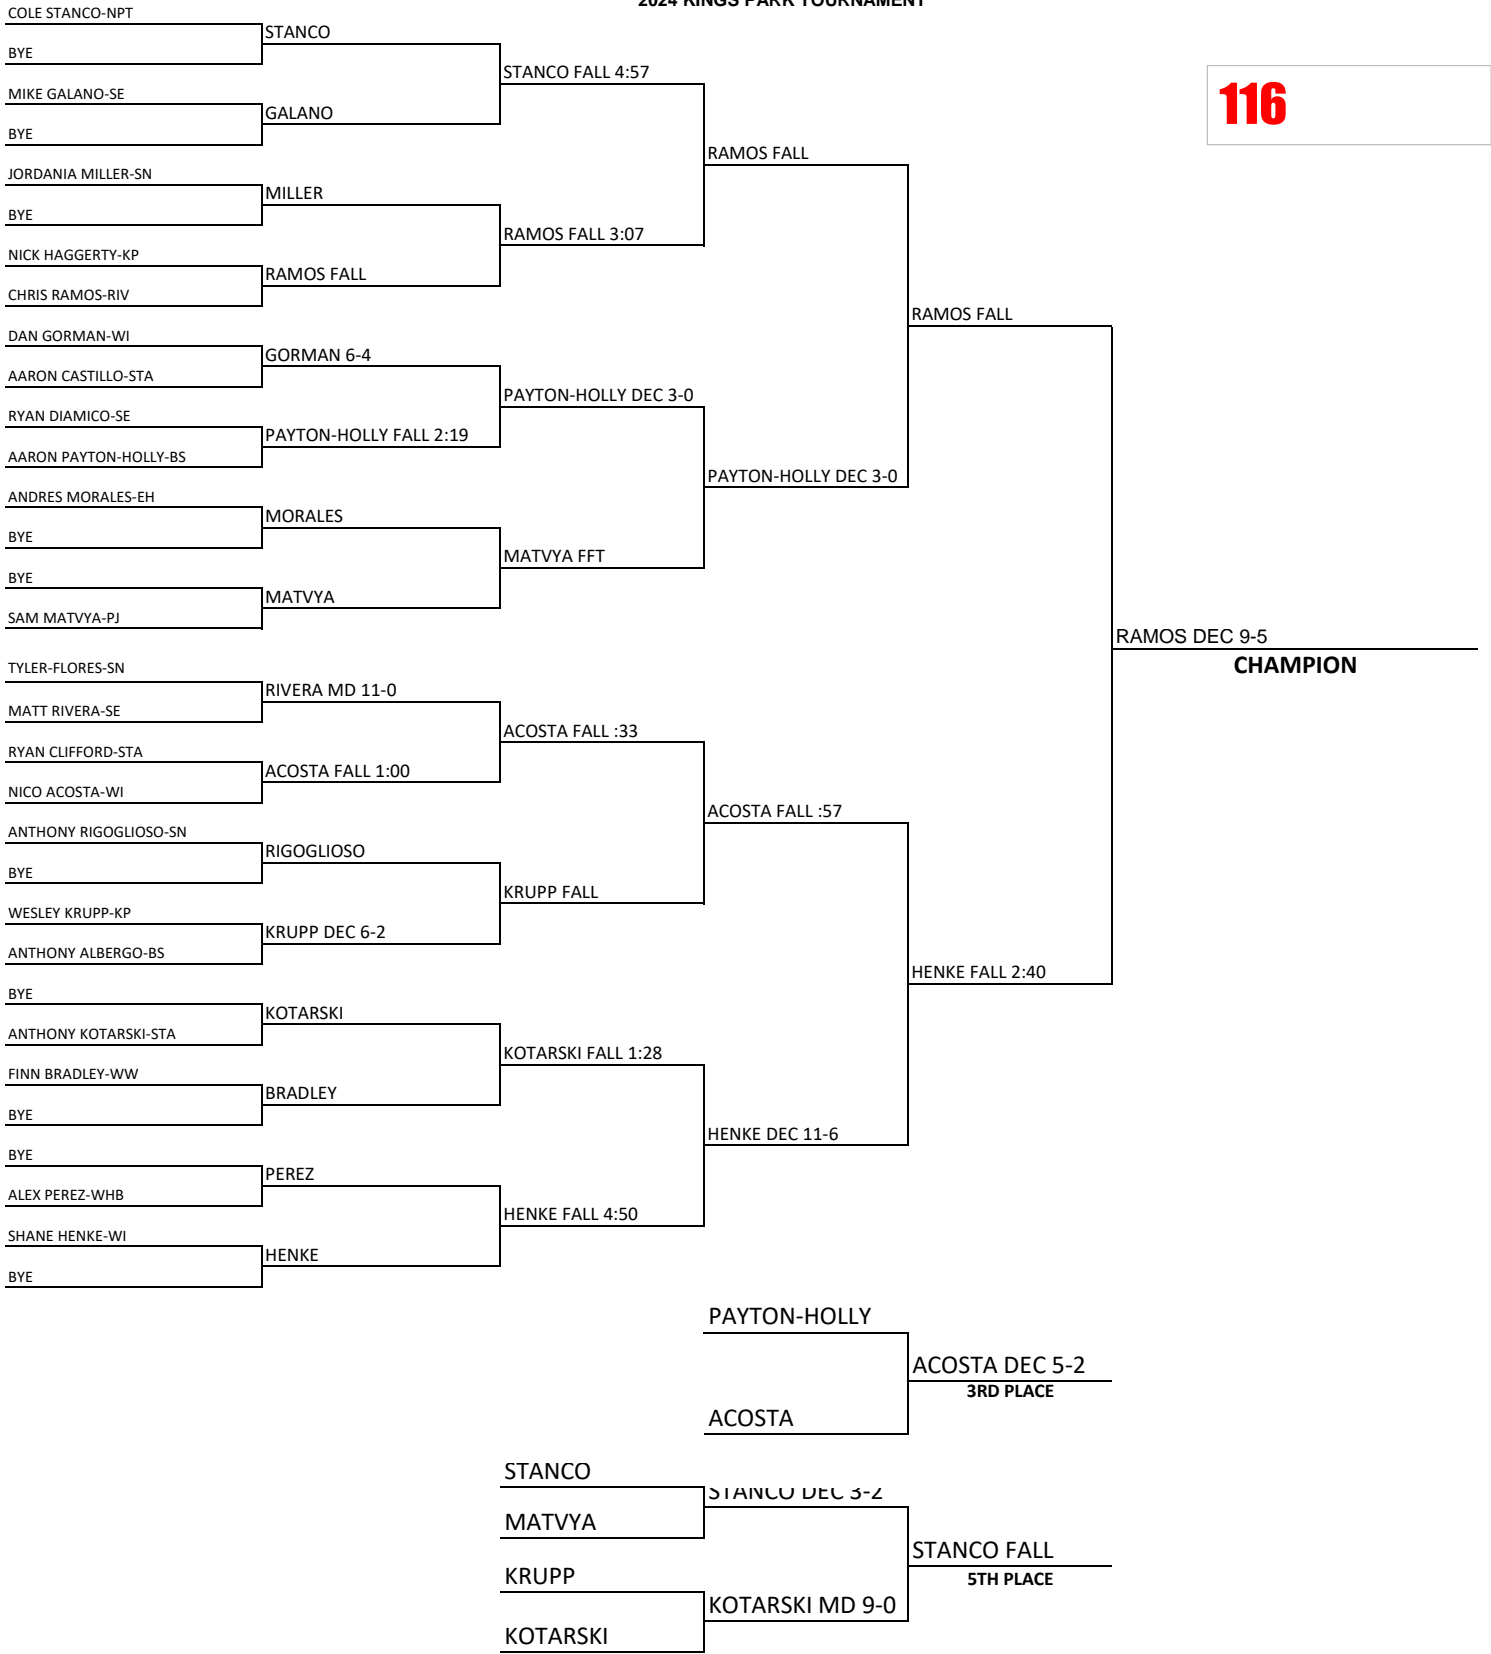 2024 KINGS PARK TOURNAMENT
116
COLE STANCO-NPT
BYE
MIKE GALANO-SE
BYE
JORDANIA MILLER-SN
BYE
NICK HAGGERTY-KP
CHRIS RAMOS-RIV
DAN GORMAN-WI
AARON CASTILLO-STA
RYAN DIAMICO-SE
AARON PAYTON-HOLLY-BS
ANDRES MORALES-EH
BYE
BYE
SAM MATVYA-PJ
TYLER-FLORES-SN
MATT RIVERA-SE
RYAN CLIFFORD-STA
NICO ACOSTA-WI
ANTHONY RIGOGLIOSO-SN
BYE
WESLEY KRUPP-KP
ANTHONY ALBERGO-BS
BYE
ANTHONY KOTARSKI-STA
FINN BRADLEY-WW
BYE
BYE
ALEX PEREZ-WHB
SHANE HENKE-WI
BYE
STANCO
GALANO
MILLER
RAMOS FALL
GORMAN 6-4
PAYTON-HOLLY FALL 2:19
MORALES
MATVYA
RIVERA MD 11-0
ACOSTA FALL 1:00
RIGOGLIOSO
KRUPP DEC 6-2
KOTARSKI
BRADLEY
PEREZ
HENKE
STANCO FALL 4:57
RAMOS FALL 3:07
PAYTON-HOLLY DEC 3-0
MATVYA FFT
ACOSTA FALL :33
KRUPP FALL
KOTARSKI FALL 1:28
HENKE FALL 4:50
RAMOS FALL
PAYTON-HOLLY DEC 3-0
ACOSTA FALL :57
HENKE DEC 11-6
RAMOS FALL
HENKE FALL 2:40
RAMOS DEC 9-5
CHAMPION
PAYTON-HOLLY
ACOSTA
ACOSTA DEC 5-2
3RD PLACE
STANCO
MATVYA
KRUPP
KOTARSKI
STANCO DEC 3-2
KOTARSKI MD 9-0
STANCO FALL
5TH PLACE